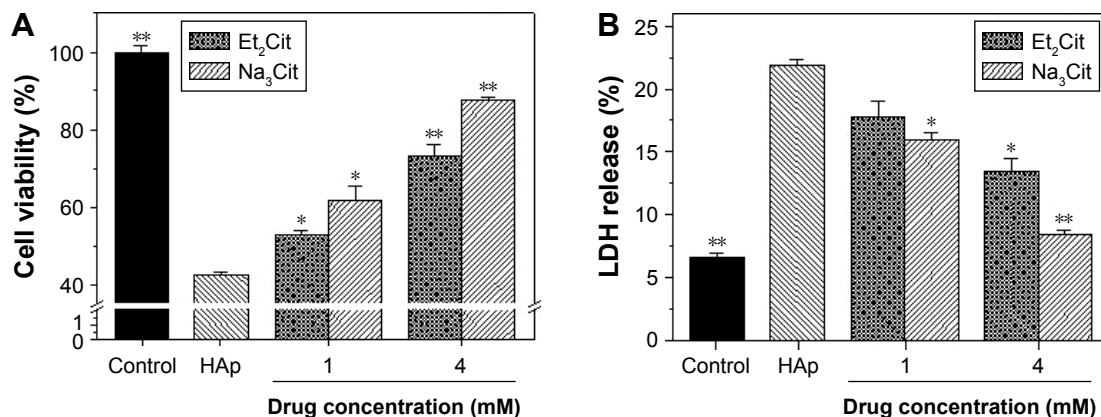 A
Cell viability (%)
100
80
60
40
1
0
**
*
*
**
**
Et₂Cit
Na₃Cit
Control
HAp
1
4
Drug concentration (mM)
B
LDH release (%)
25
20
15
10
5
0
**
*
*
**
Et₂Cit
Na₃Cit
Control
HAp
1
4
Drug concentration (mM)